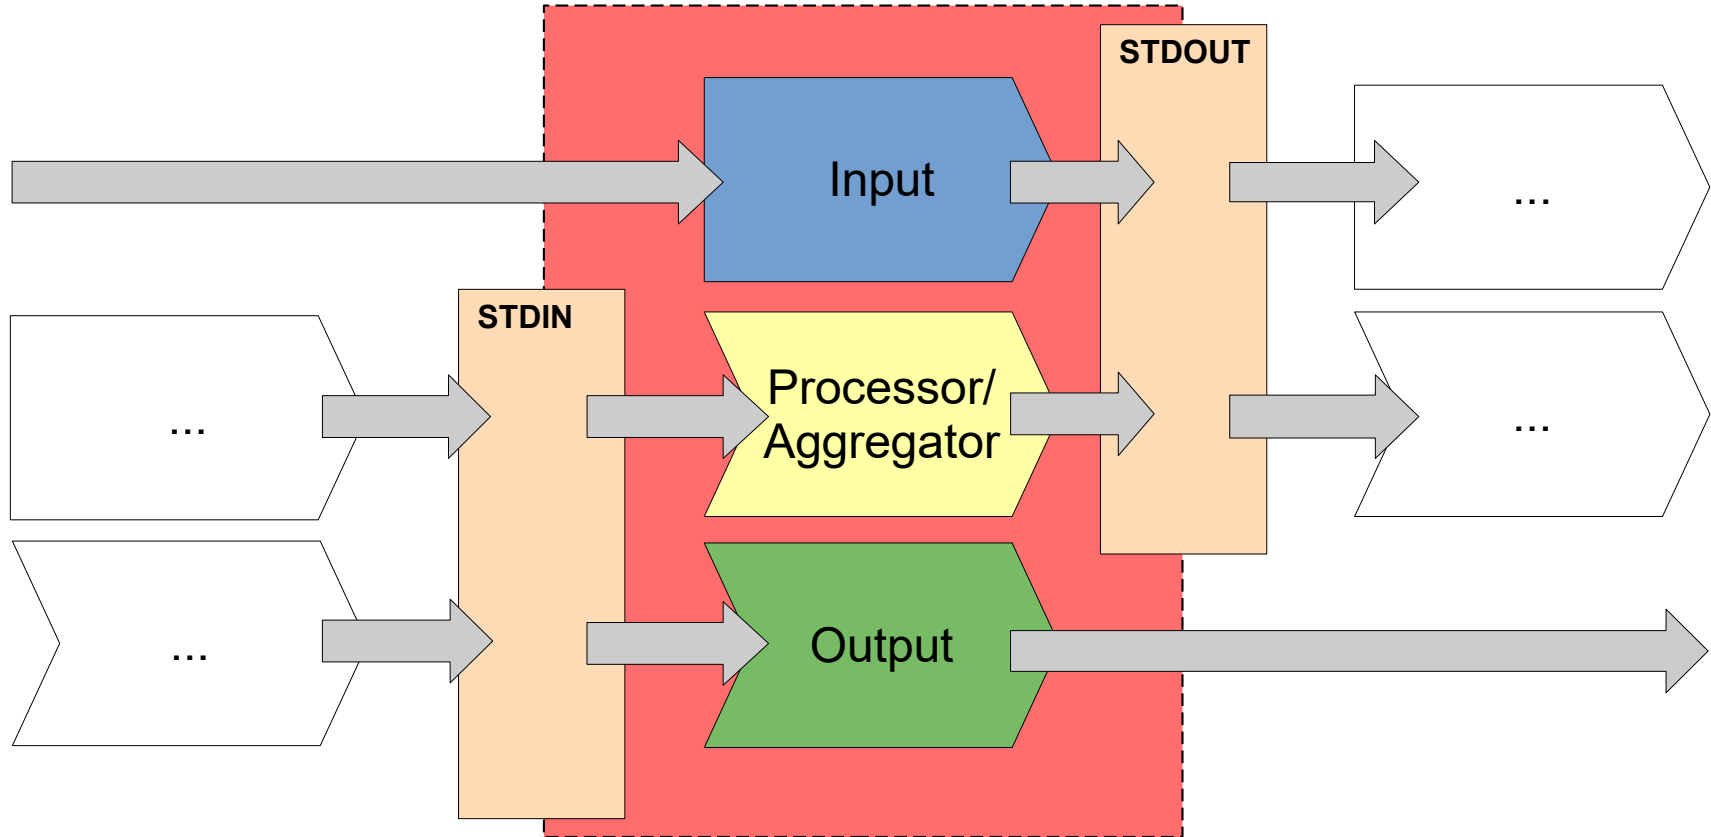 STDOUT
Input
...
STDIN
...
Processor/
Aggregator
...
...
Output